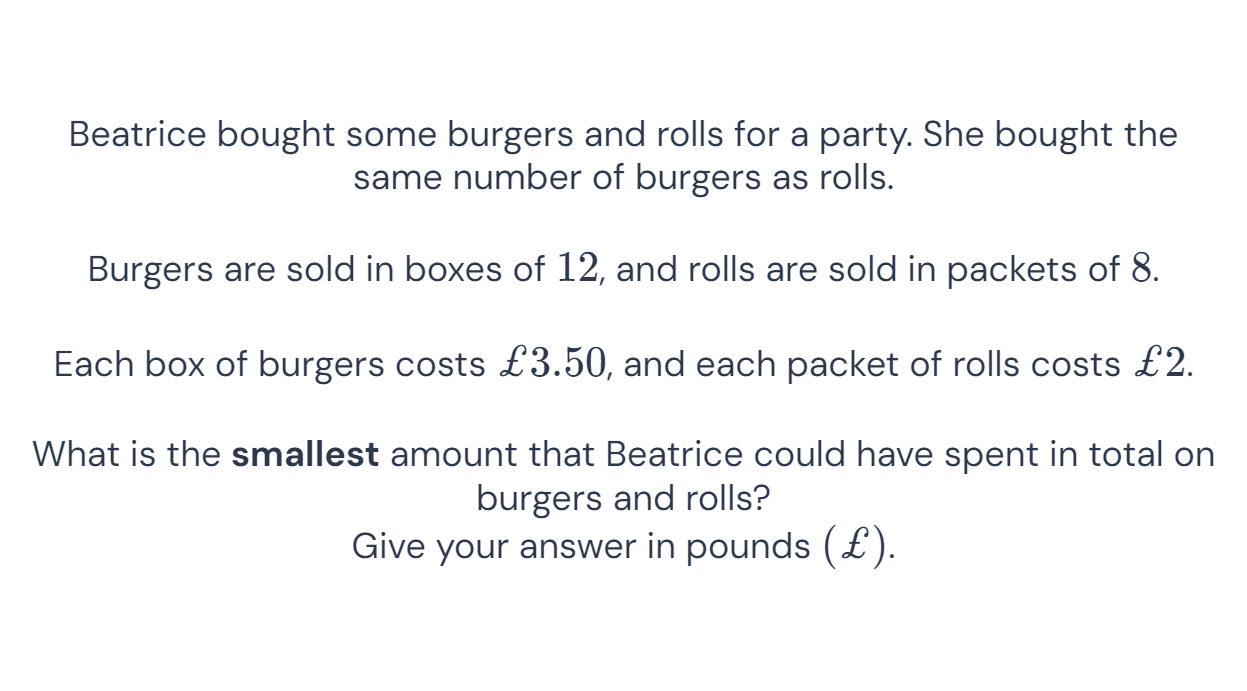 Beatrice bought some burgers and rolls for a party. She bought the
same number of burgers as rolls.
Burgers are sold in boxes of 12, and rolls are sold in packets of 8.
Each box of burgers costs £3.50, and each packet of rolls costs £2.
What is the smallest amount that Beatrice could have spent in total on
burgers and rolls?
Give your answer in pounds (£).